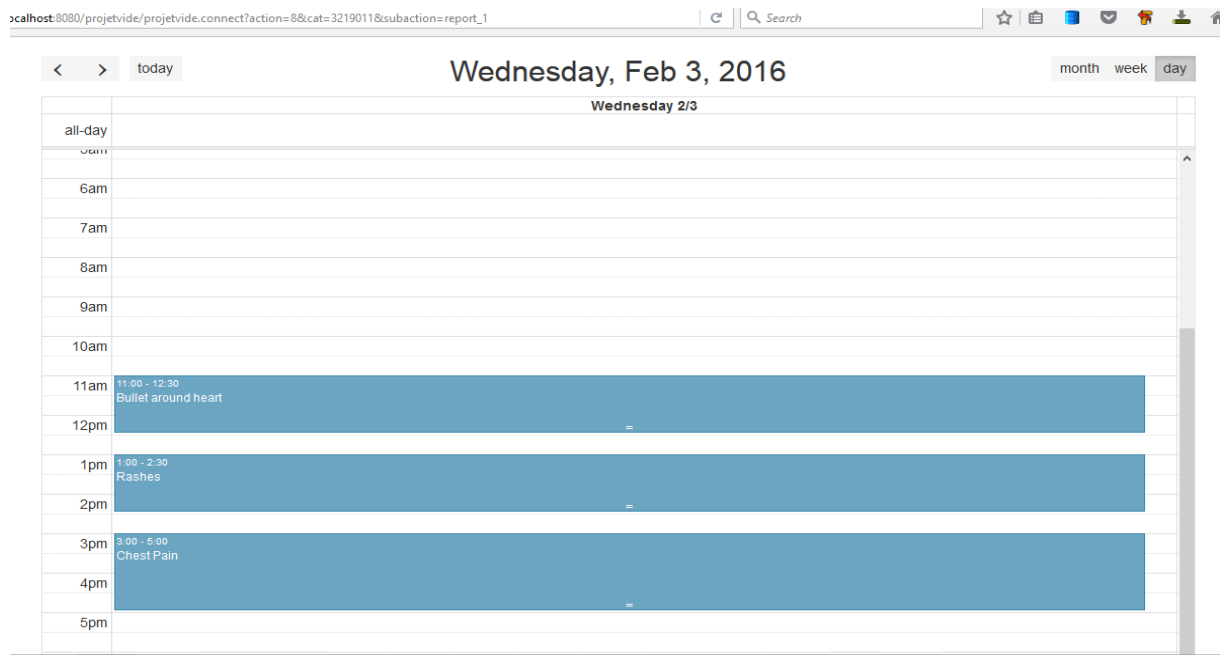 ocalhost:8080/projetvide/projetvide.connect?action=8&cat=3219011&subaction=report_1
Search
today
Wednesday, Feb 3, 2016
month week day
Wednesday 2/3
all-day
5am
6am
7am
8am
9am
10am
11am
11:00 - 12:30
Bullet around heart
12pm
1pm
1:00 - 2:30
Rashes
2pm
3pm
3:00 - 5:00
Chest Pain
4pm
5pm